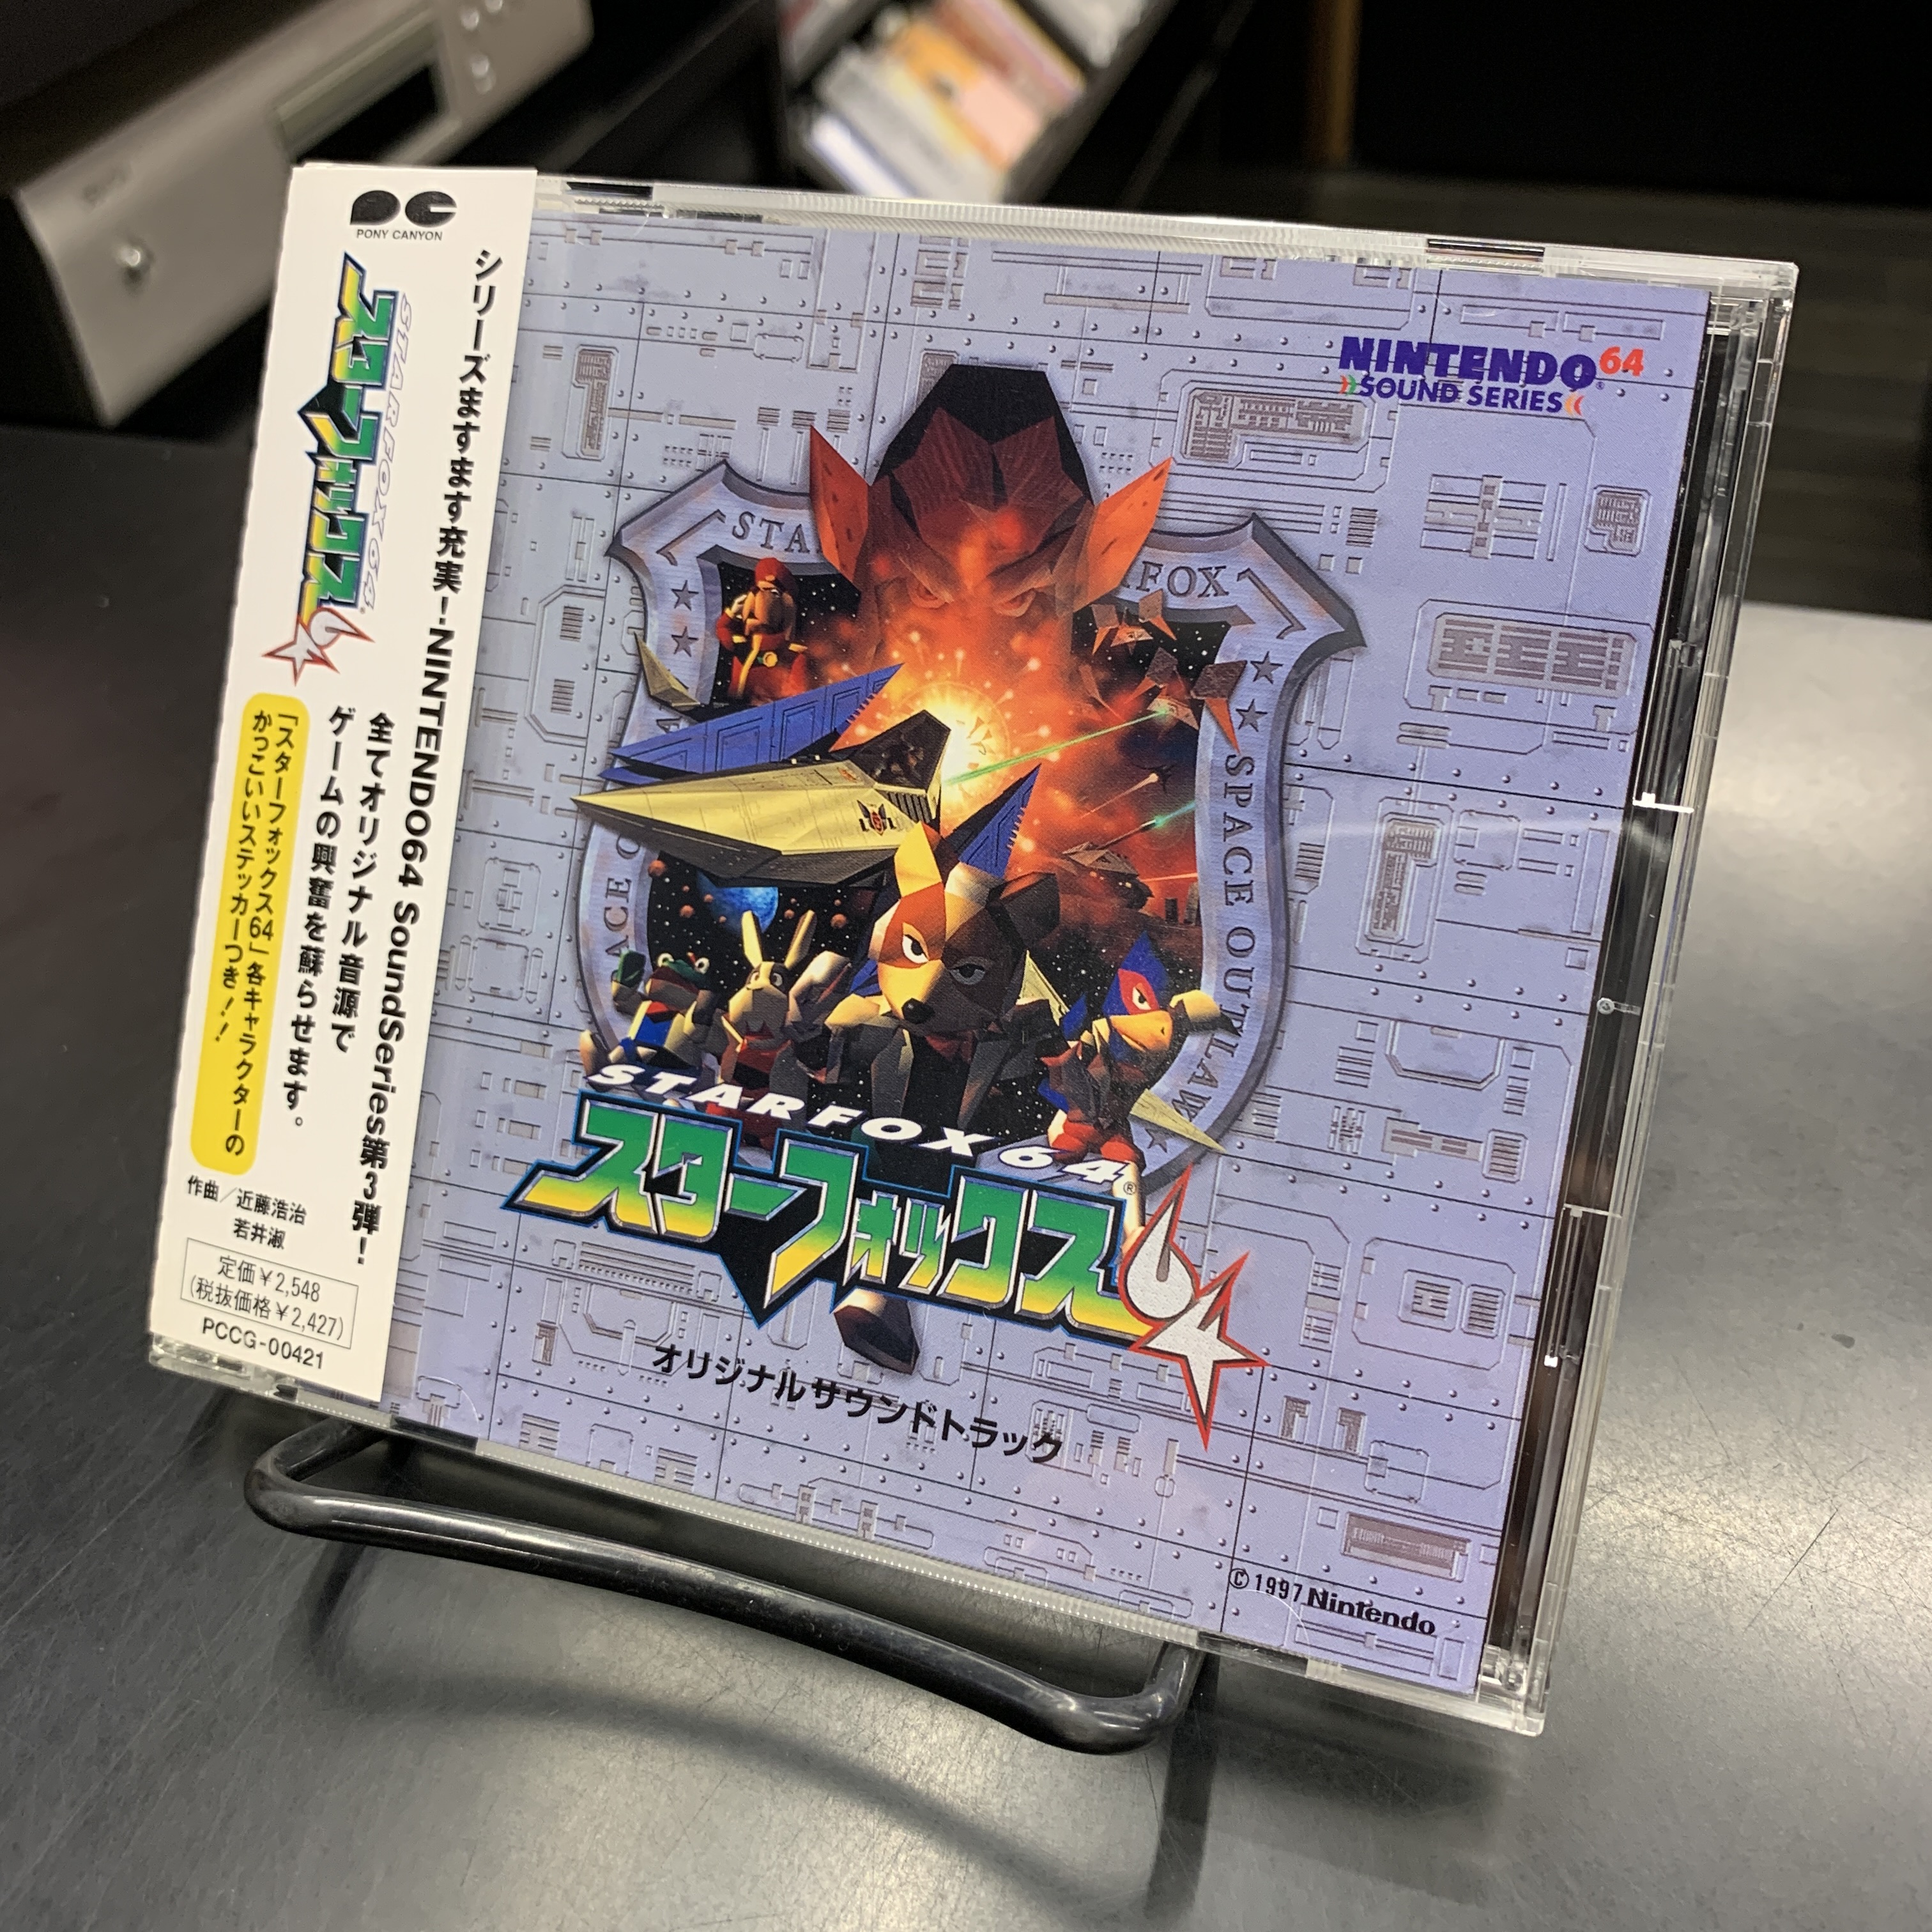 PONY CANYON
STARFOX 64
スターフォックス64
シリーズますます充実！NINTENDO64 SoundSeries第3弾！
全てオリジナル音源で
ゲームの興奮を蘇らせます。
「スターフォックス64」各キャラクターの
かっこいいステッカーつき！！
作曲／近藤浩治
若井淑
定価￥2,548
(税抜価格￥2,427)
PCCG-00421
NINTENDO64
SOUND SERIES
STA
RFOX
SPACE OUTLAW
ACE O
STARFOX 64®
スターフォックス64
オリジナルサウンドトラック
©1997 Nintendo